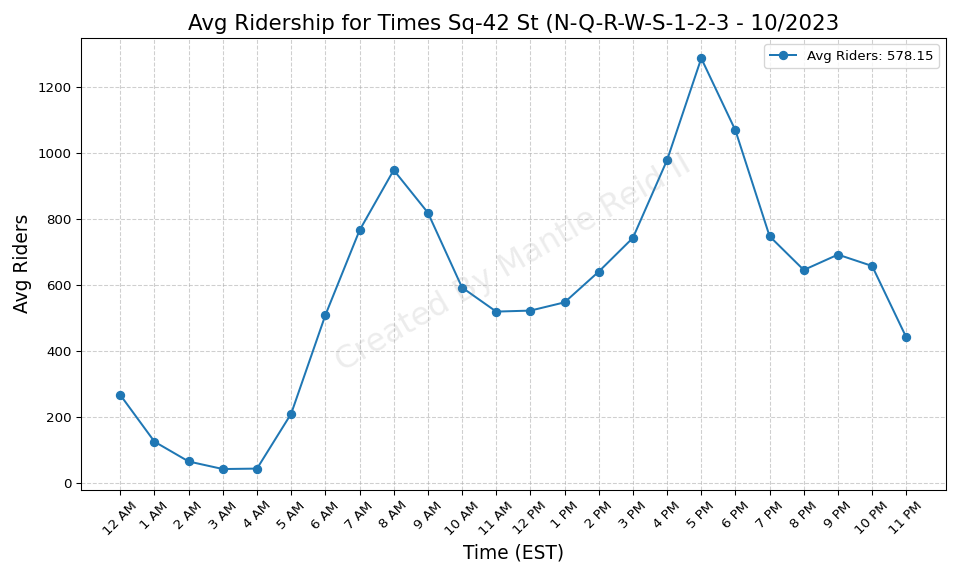 Avg Ridership for Times Sq-42 St (N-Q-R-W-S-1-2-3 - 10/2023
Avg Riders: 578.15
1200
1000
800
600
400
200
0
Avg Riders
Created By Mantle Reid-II
12 AM
1 AM
2 AM
3 AM
4 AM
5 AM
6 AM
7 AM
8 AM
9 AM
10 AM
11 AM
12 PM
1 PM
2 PM
3 PM
4 PM
5 PM
6 PM
7 PM
8 PM
9 PM
10 PM
11 PM
Time (EST)